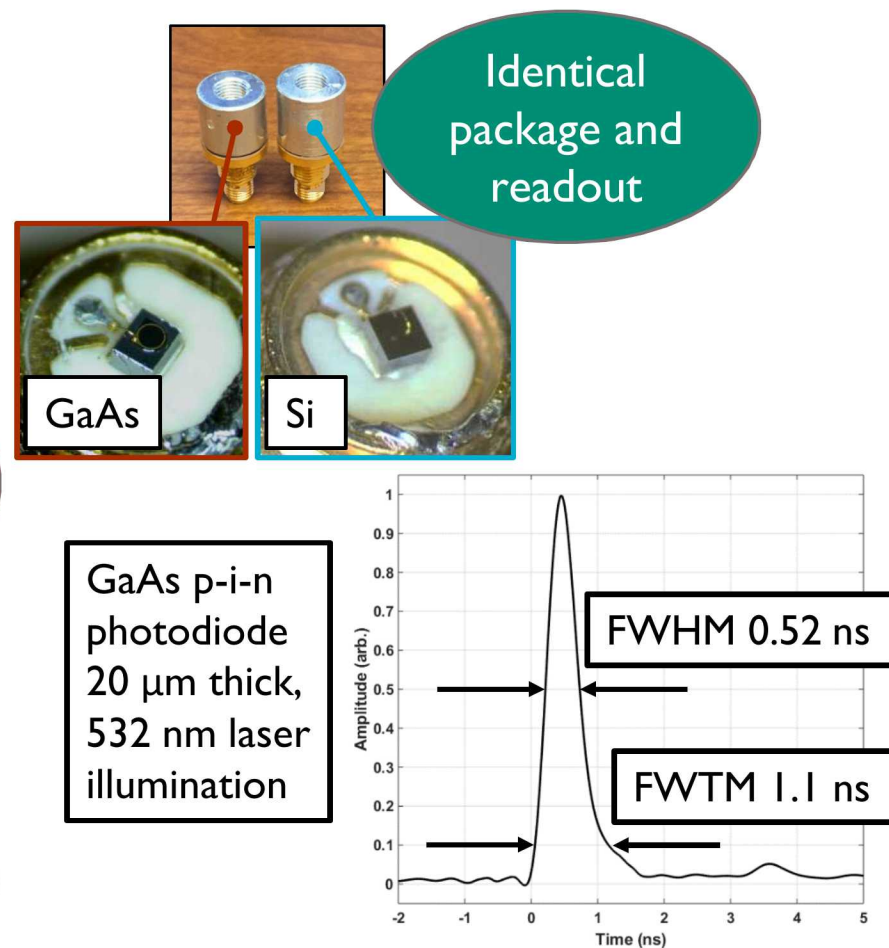 Identical
package and
readout
GaAs
Si
GaAs p-i-n
photodiode
20 μm thick,
532 nm laser
illumination
Amplitude (arb.)
1
0.9
0.8
0.7
0.6
0.5
0.4
0.3
0.2
0.1
0
FWHM 0.52 ns
FWTM 1.1 ns
-2
-1
0
1
2
3
4
5
Time (ns)